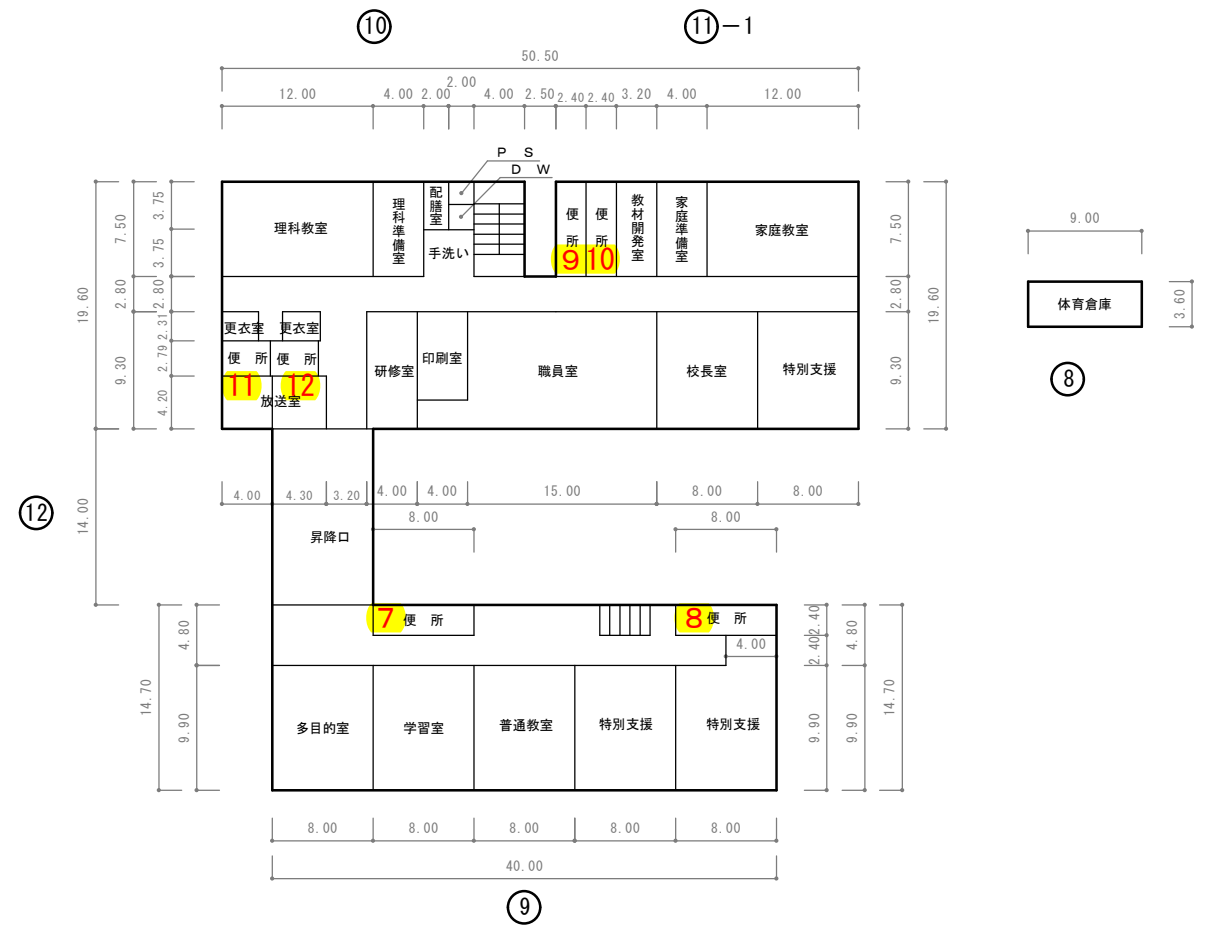 ⑩
⑪－1
50.50
2.00
12.00
4.00
2.00
4.00
2.50
2.40
2.40
3.20
4.00
12.00
P S
D W
理科教室
理科準備室
配膳室
手洗い
便所
9
便所
10
教材開発室
家庭準備室
家庭教室
3.75
3.75
7.50
2.80
2.80
2.31
2.79
4.20
9.30
19.60
7.50
2.80
9.30
19.60
9.00
体育倉庫
3.60
⑧
更衣室
更衣室
便 所
便 所
11
12
放送室
研修室
印刷室
職員室
校長室
特別支援
4.00
4.30
3.20
4.00
4.00
15.00
8.00
8.00
8.00
8.00
⑫
14.00
昇降口
7
便 所
8
便 所
4.00
4.80
9.90
14.70
2.40
2.40
9.90
4.80
9.90
14.70
多目的室
学習室
普通教室
特別支援
特別支援
8.00
8.00
8.00
8.00
8.00
40.00
⑨